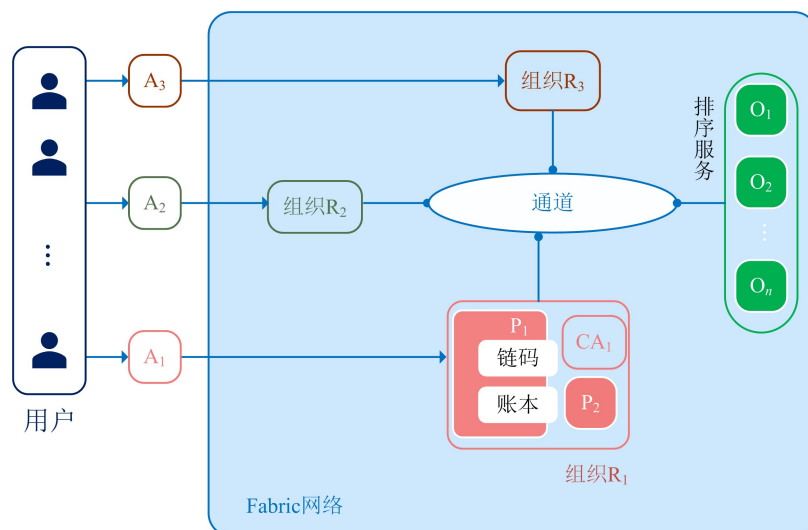 A₃
组织R₃
排序服务
O₁
A₂
组织R₂
通道
O₂
...
...
Oₙ
P₁
CA₁
A₁
链码
账本
P₂
用户
组织R₁
Fabric网络